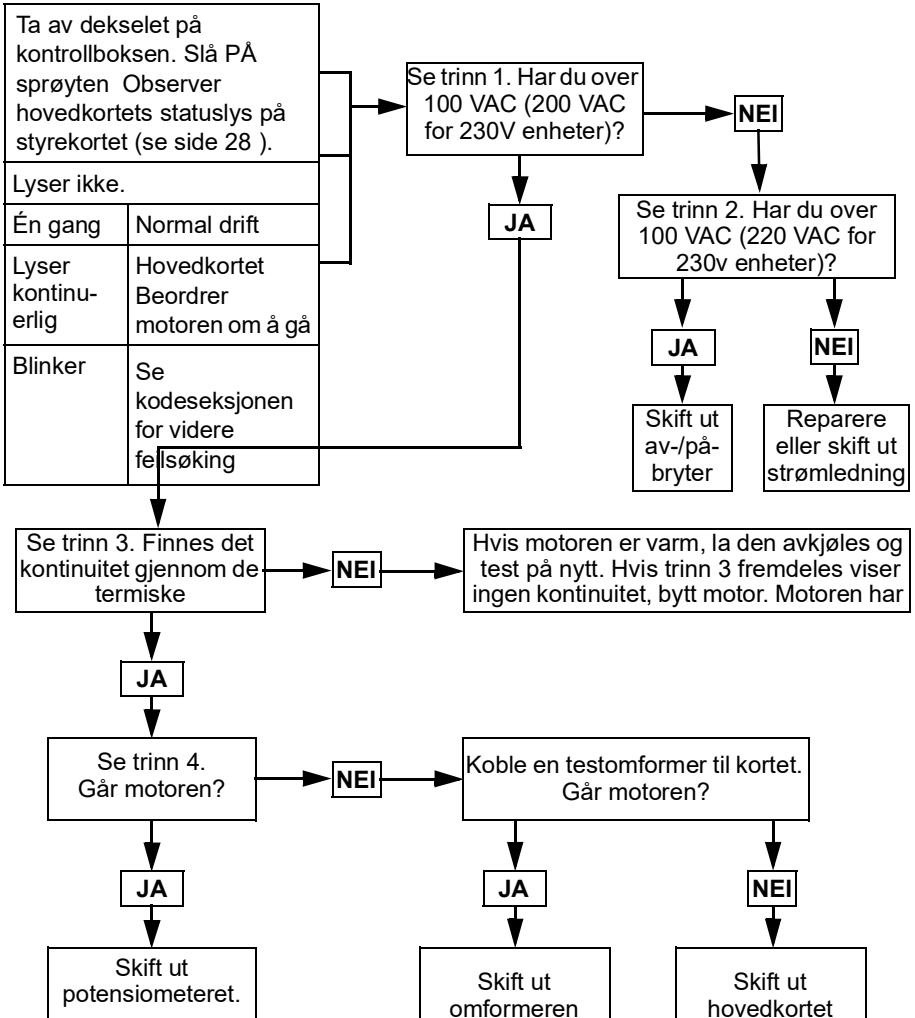 Ta av dekselet på
kontrollboksen. Slå PÅ
sprøyten Observer
hovedkortets statuslys på
styrekortet (se side 28 ).
Lyser ikke.
Én gang
Normal drift
Lyser
kontinu-
erlig
Hovedkortet
Beordrer
motoren om å gå
Blinker
Se
kodeseksjonen
for videre
feilsøking
Se trinn 1. Har du over
100 VAC (200 VAC
for 230V enheter)?
NEI
JA
Se trinn 2. Har du over
100 VAC (220 VAC for
230v enheter)?
JA
NEI
Skift ut
av-/på-
bryter
Reparere
eller skift ut
strømledning
Se trinn 3. Finnes det
kontinuitet gjennom de
termiske
NEI
Hvis motoren er varm, la den avkjøles og
test på nytt. Hvis trinn 3 fremdeles viser
ingen kontinuitet, bytt motor. Motoren har
JA
Se trinn 4.
Går motoren?
NEI
Koble en testomformer til kortet.
Går motoren?
JA
JA
NEI
Skift ut
potensiometeret.
Skift ut
omformeren
Skift ut
hovedkortet